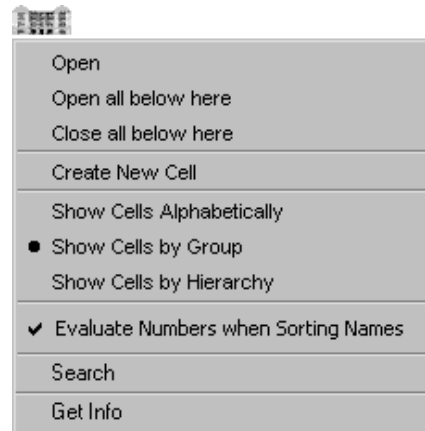 Open
Open all below here
Close all below here
Create New Cell
Show Cells Alphabetically
Show Cells by Group
Show Cells by Hierarchy
Evaluate Numbers when Sorting Names
Search
Get Info